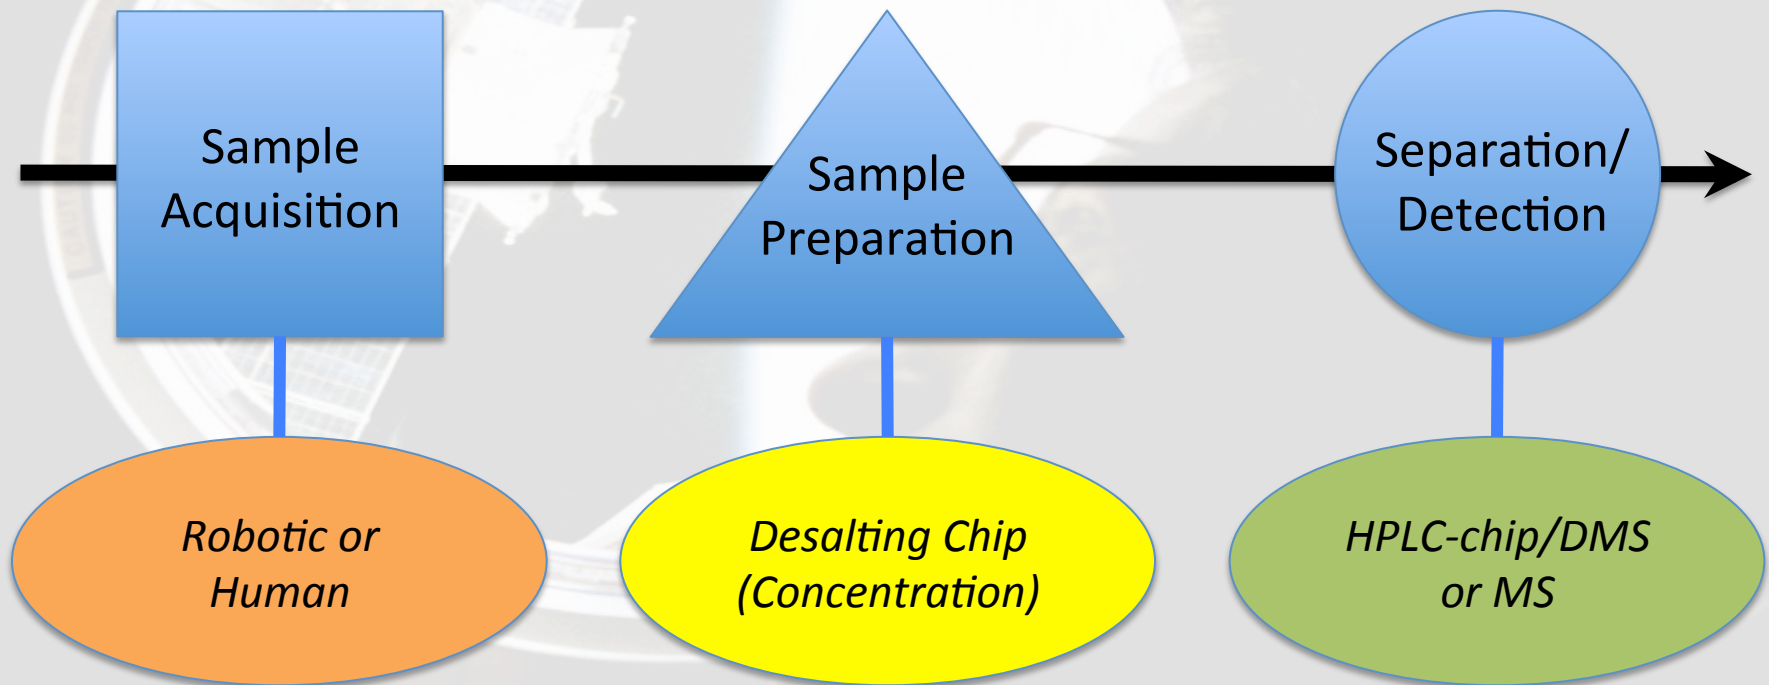 Sample
Acquisition
Sample
Preparation
Separation/
Detection
Robotic or
Human
Desalting Chip
(Concentration)
HPLC-chip/DMS
or MS